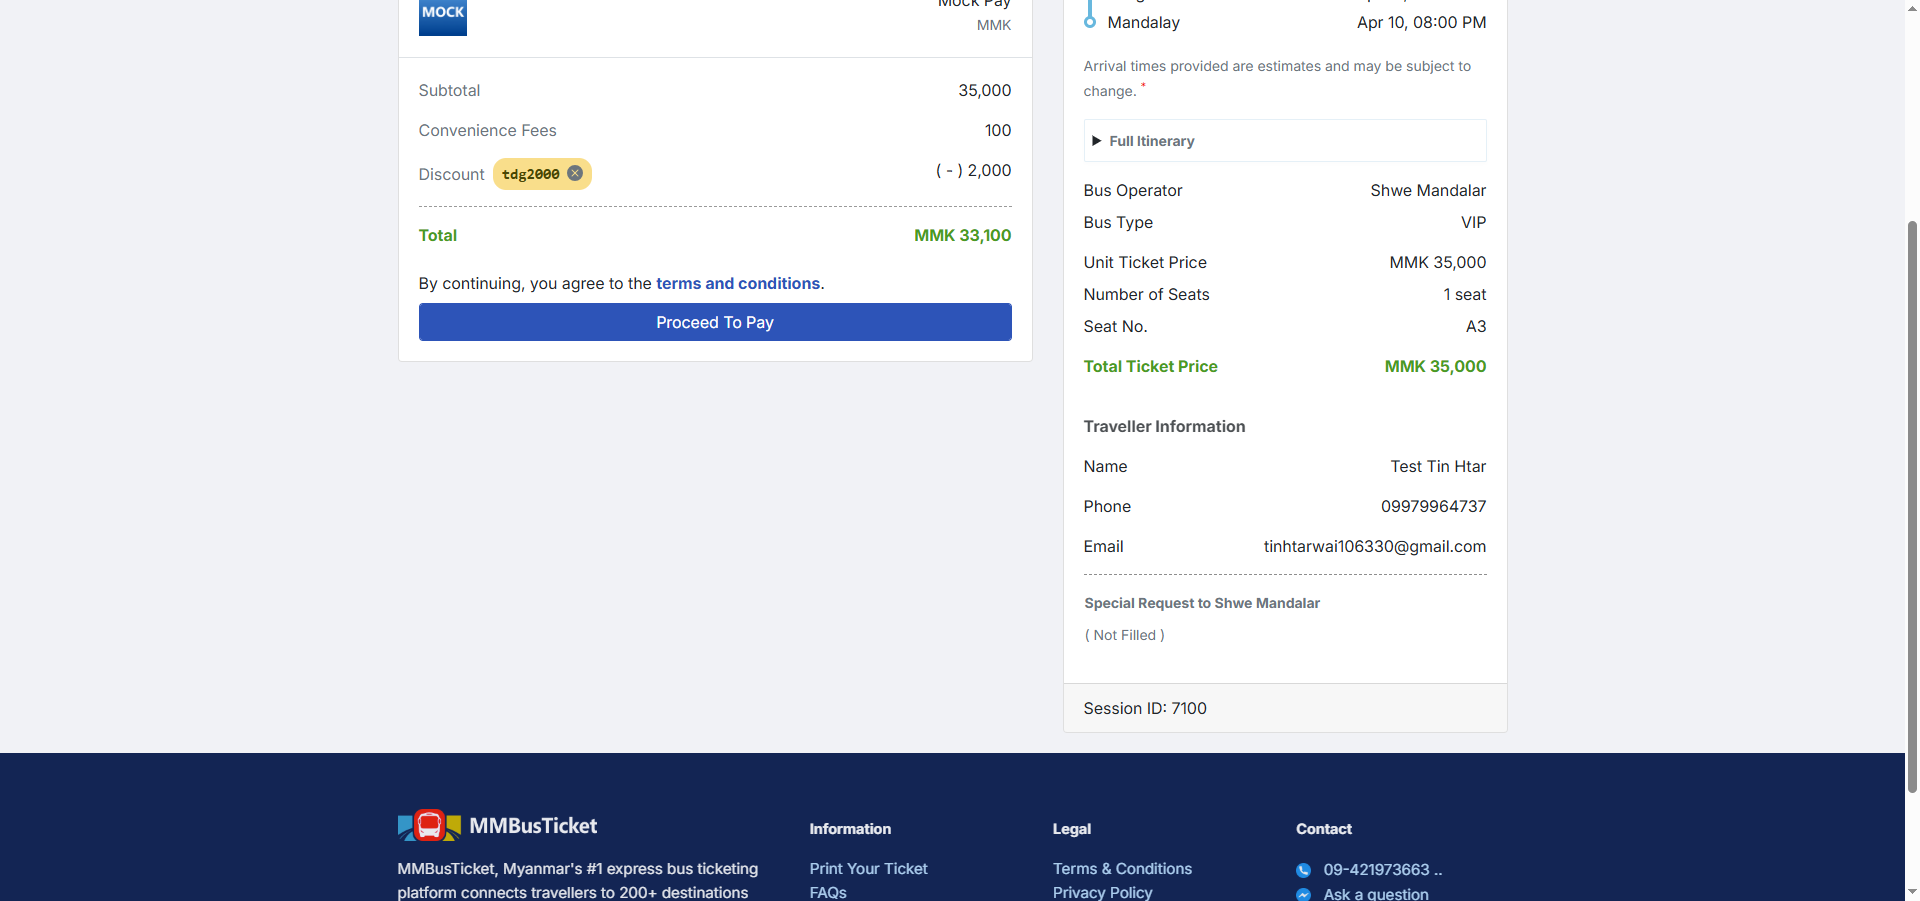 MOCK
Mock Pay
MMK
Subtotal 35,000
Convenience Fees 100
Discount tdg2000 ( - ) 2,000
Total MMK 33,100
By continuing, you agree to the terms and conditions.
Proceed To Pay
Mandalay Apr 10, 08:00 PM
Arrival times provided are estimates and may be subject to
change. *
Full Itinerary
Bus Operator Shwe Mandalar
Bus Type VIP
Unit Ticket Price MMK 35,000
Number of Seats 1 seat
Seat No. A3
Total Ticket Price MMK 35,000
Traveller Information
Name Test Tin Htar
Phone 09979964737
Email tinhtarwai106330@gmail.com
Special Request to Shwe Mandalar
( Not Filled )
Session ID: 7100
MMBusTicket
MMBusTicket, Myanmar's #1 express bus ticketing
platform connects travellers to 200+ destinations
Information
Print Your Ticket
FAQs
Legal
Terms & Conditions
Privacy Policy
Contact
09-421973663 ..
Ask a question